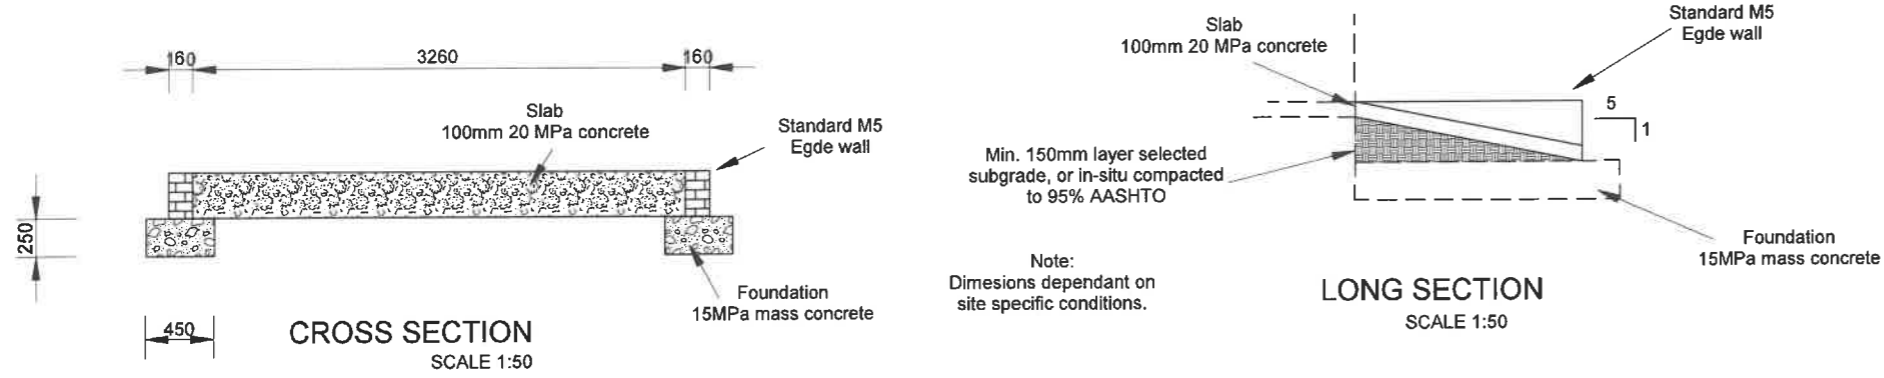 160
3260
160
Slab
100mm 20 MPa concrete
Standard M5
Egde wall
250
Foundation
15MPa mass concrete
450
CROSS SECTION
SCALE 1:50
Slab
100mm 20 MPa concrete
Standard M5
Egde wall
5
1
Min. 150mm layer selected
subgrade, or in-situ compacted
to 95% AASHTO
Note:
Dimesions dependant on
site specific conditions.
Foundation
15MPa mass concrete
LONG SECTION
SCALE 1:50